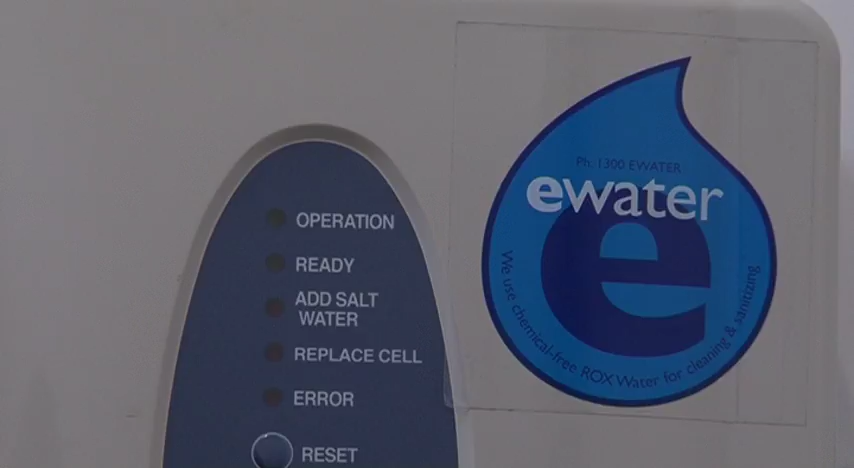 OPERATION
READY
ADD SALT
WATER
REPLACE CELL
ERROR
RESET
Ph. 1300 EWATER
ewater
e
We use chemical-free ROX Water for cleaning & sanitizing